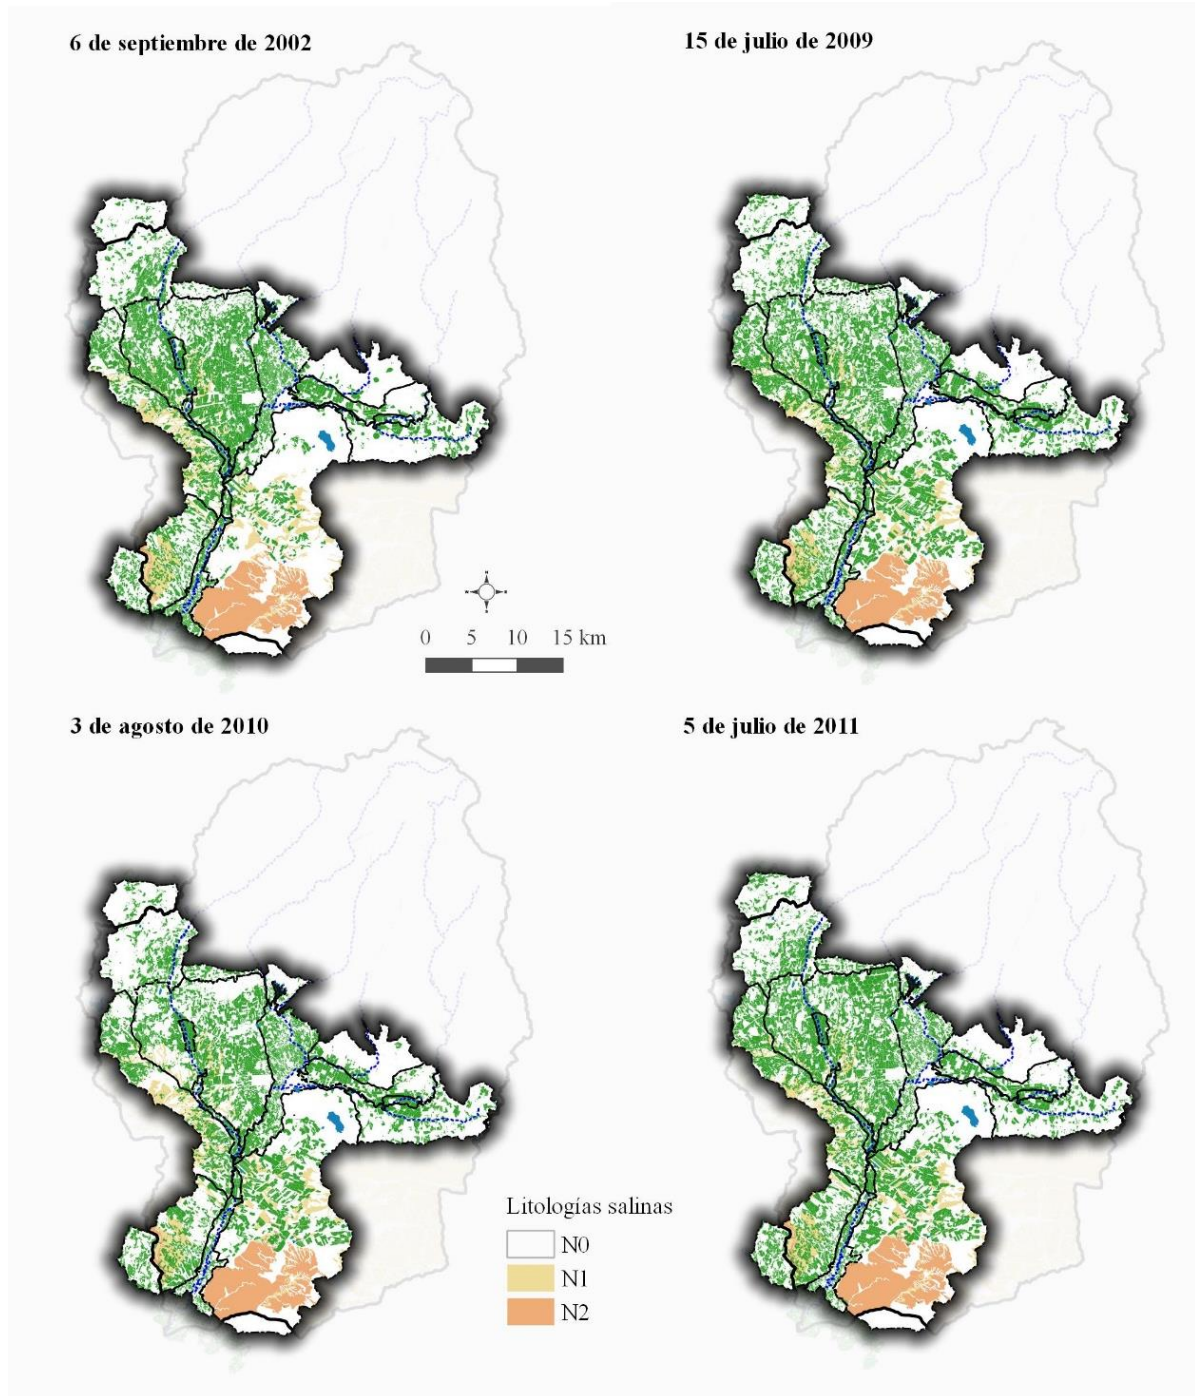 6 de septiembre de 2002
15 de julio de 2009
0 5 10 15 km
3 de agosto de 2010
5 de julio de 2011
Litologías salinas
N0
N1
N2